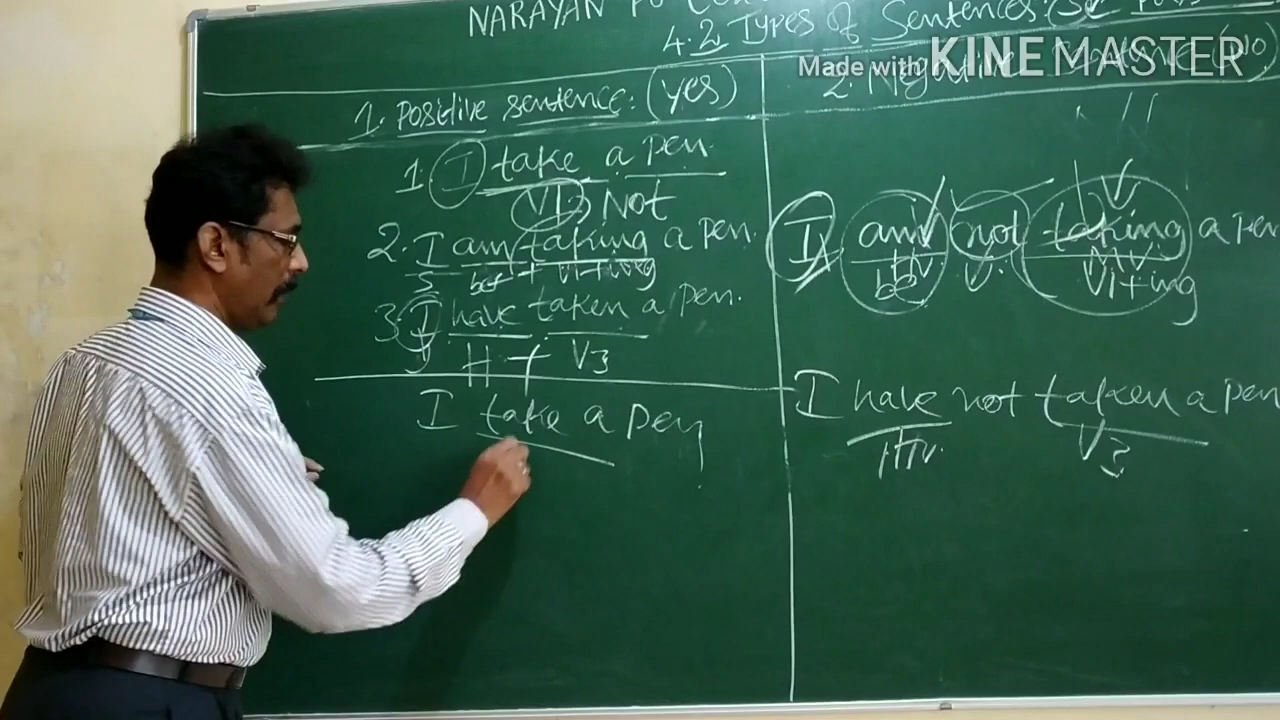 NARAYAN
4.2 Types of Sentences:
Made with KINEMASTER
1. Positive sentence: (yes)
2. Negative sentence (No)
1. I take a pen.
V1 Not
2. I am taking a pen.
S be + V1+ing
3. I have taken a pen.
H + V3
I take a pen
I am not taking a pen
be V1+ing
I have not taken a pen
HV. V3